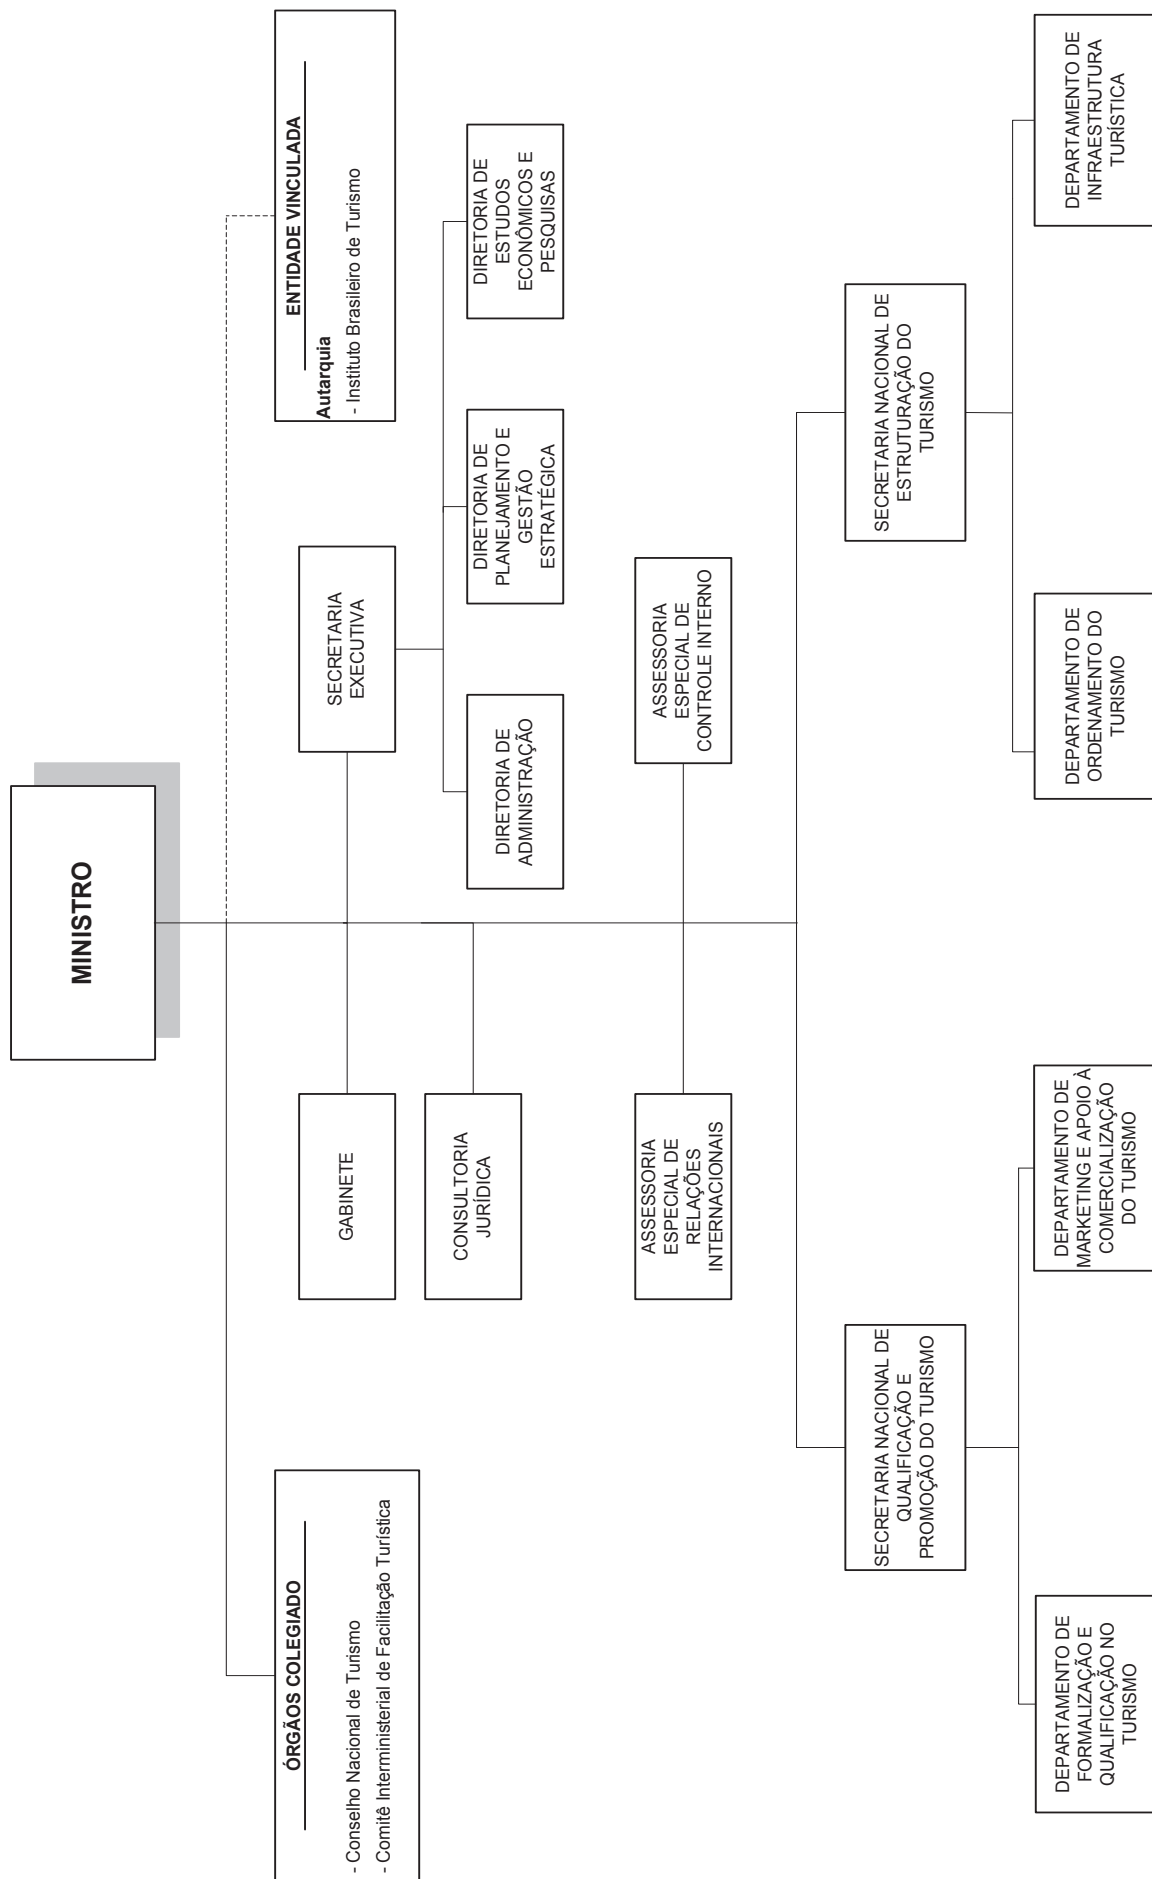 MINISTRO
ÓRGÃOS COLEGIADO
- Conselho Nacional de Turismo
- Comitê Interministerial de Facilitação Turística
ENTIDADE VINCULADA
Autarquia
- Instituto Brasileiro de Turismo
GABINETE
SECRETARIA
EXECUTIVA
CONSULTORIA
JURÍDICA
DIRETORIA DE
ADMINISTRAÇÃO
DIRETORIA DE
PLANEJAMENTO E
GESTÃO
ESTRATÉGICA
DIRETORIA DE
ESTUDOS
ECONÔMICOS E
PESQUISAS
ASSESSORIA
ESPECIAL DE
RELAÇÕES
INTERNACIONAIS
ASSESSORIA
ESPECIAL DE
CONTROLE INTERNO
SECRETARIA NACIONAL DE
QUALIFICAÇÃO E
PROMOÇÃO DO TURISMO
SECRETARIA NACIONAL DE
ESTRUTURAÇÃO DO
TURISMO
DEPARTAMENTO DE
FORMALIZAÇÃO E
QUALIFICAÇÃO NO
TURISMO
DEPARTAMENTO DE
MARKETING E APOIO À
COMERCIALIZAÇÃO
DO TURISMO
DEPARTAMENTO DE
ORDENAMENTO DO
TURISMO
DEPARTAMENTO DE
INFRAESTRUTURA
TURÍSTICA